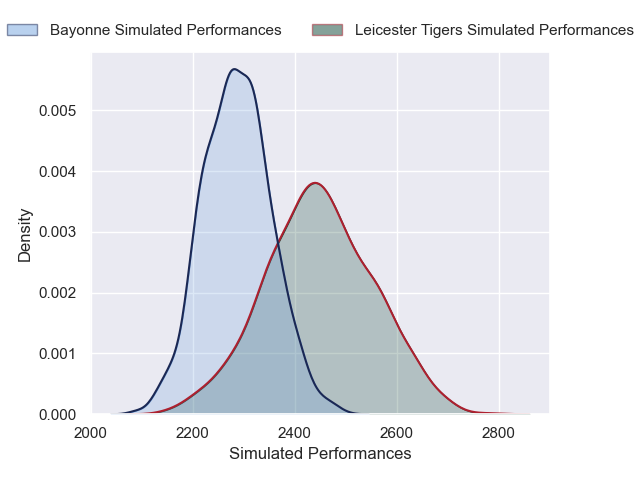 Bayonne Simulated Performances
Leicester Tigers Simulated Performances
0.005
0.004
0.003
0.002
0.001
0.000
Density
2000 2200 2400 2600 2800
Simulated Performances